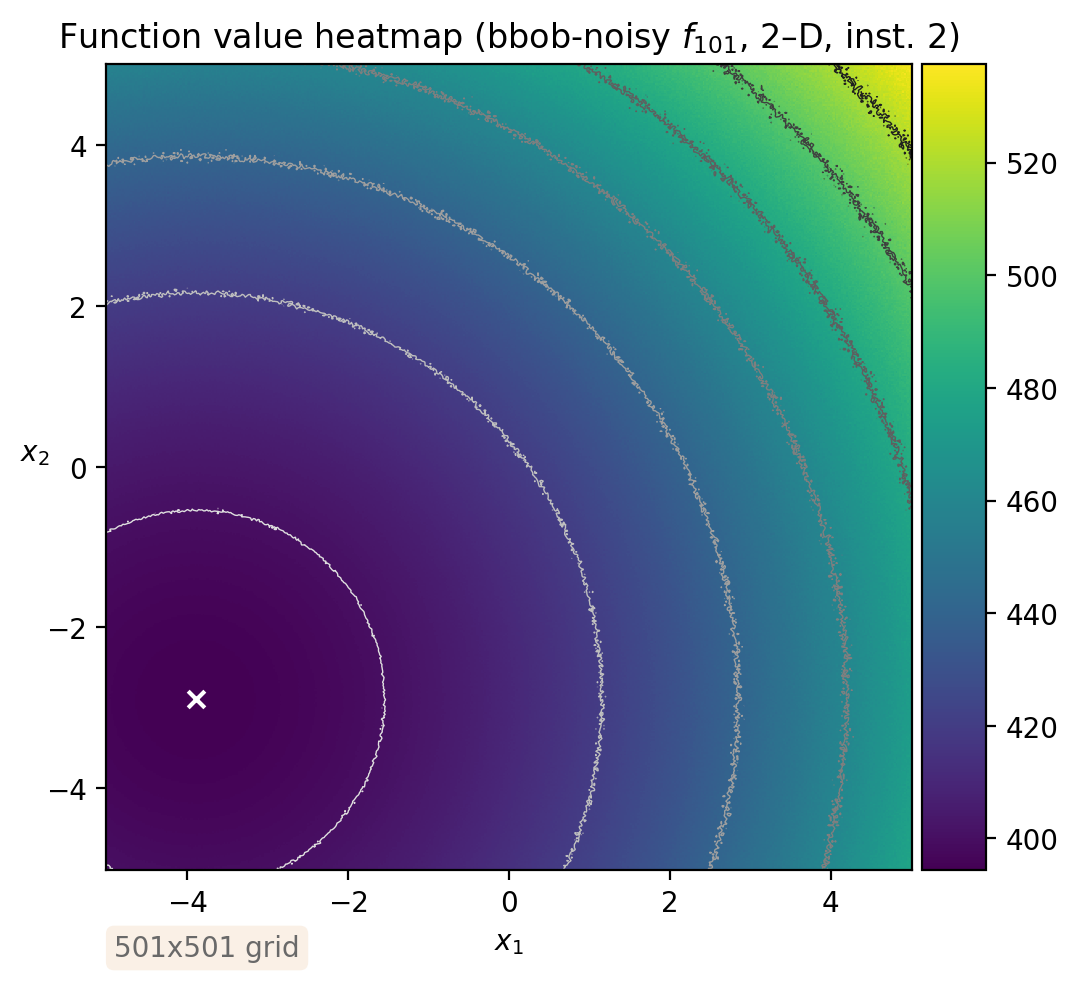 Function value heatmap (bbob-noisy f101, 2–D, inst. 2)
4
2
0
−2
−4
x2
−4 −2 0 2 4
x1
520
500
480
460
440
420
400
501x501 grid